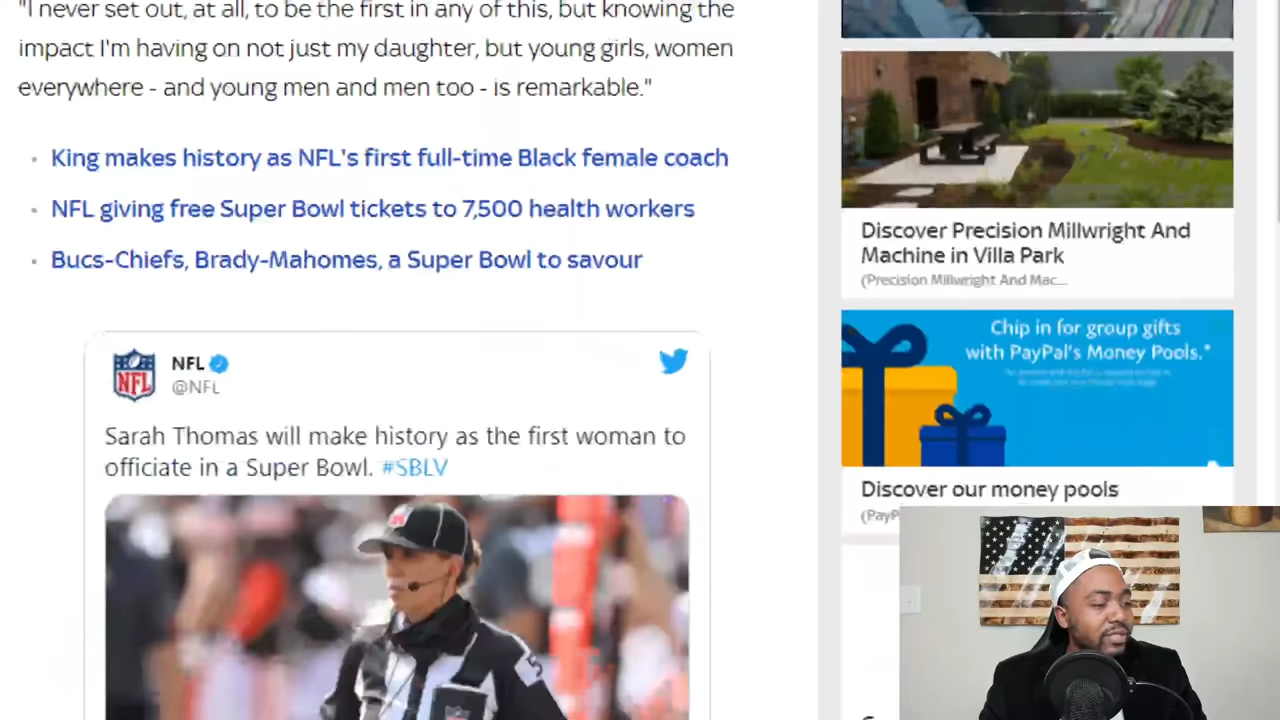 "I never set out, at all, to be the first in any of this, but knowing the
impact I'm having on not just my daughter, but young girls, women
everywhere - and young men and men too - is remarkable."
King makes history as NFL's first full-time Black female coach
NFL giving free Super Bowl tickets to 7,500 health workers
Bucs-Chiefs, Brady-Mahomes, a Super Bowl to savour
NFL
NFL
@NFL
Sarah Thomas will make history as the first woman to
officiate in a Super Bowl. #SBLV
5
Discover Precision Millwright And
Machine in Villa Park
(Precision Millwright And Mac...
Chip in for group gifts
with PayPal's Money Pools.*
Discover our money pools
(PayP